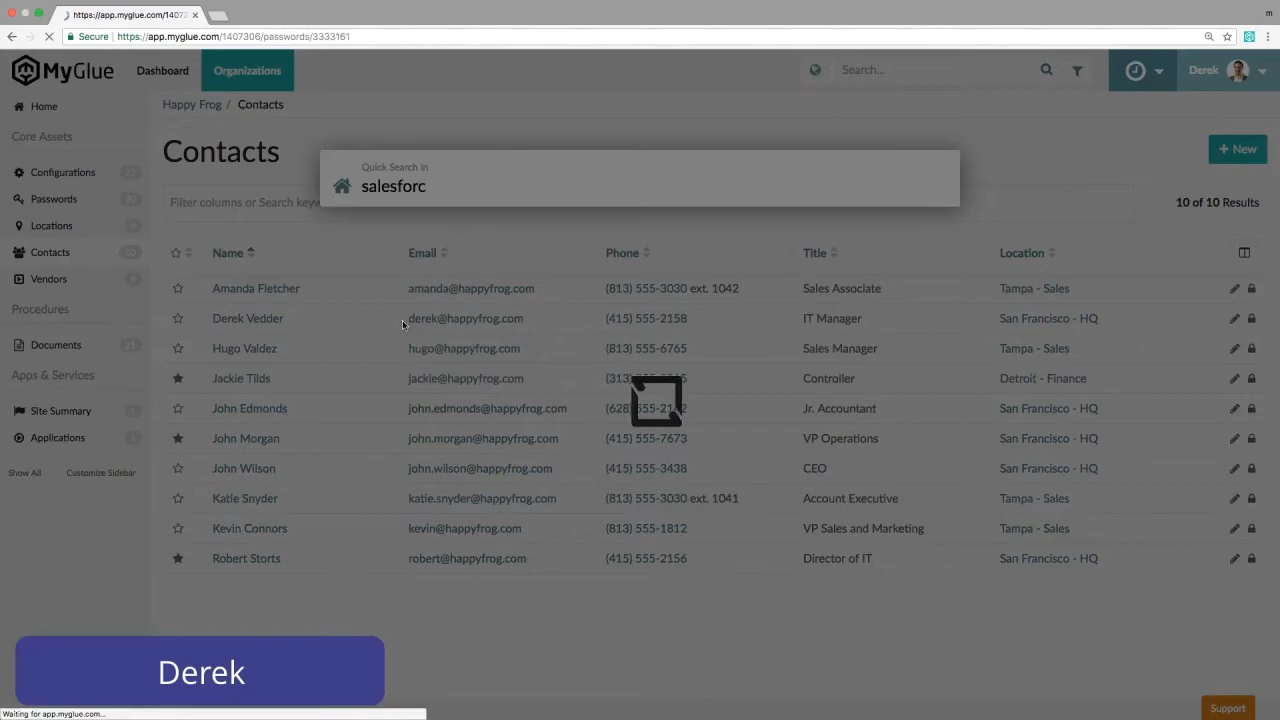 https://app.myglue.com/1407
m
Secure https://app.myglue.com/1407306/passwords/3333161
MyGlue Dashboard Organizations Search... Derek
Home
Happy Frog / Contacts
Core Assets
Contacts
+ New
Quick Search in
salesforc
Configurations
Passwords
Filter columns or Search keyw
10 of 10 Results
Locations
Contacts 10
Vendors
Name Email Phone Title Location
Amanda Fletcher amanda@happyfrog.com (813) 555-3030 ext. 1042 Sales Associate Tampa - Sales
Procedures
Derek Vedder derek@happyfrog.com (415) 555-2158 IT Manager San Francisco - HQ
Documents
Hugo Valdez hugo@happyfrog.com (813) 555-6765 Sales Manager Tampa - Sales
Apps & Services
Jackie Tilds jackie@happyfrog.com (313) Controller Detroit - Finance
Site Summary 1
John Edmonds john.edmonds@happyfrog.com (628) Jr. Accountant San Francisco - HQ
Applications
John Morgan john.morgan@happyfrog.com (415) 555-7673 VP Operations San Francisco - HQ
Show All Customize Sidebar
John Wilson john.wilson@happyfrog.com (415) 555-3438 CEO San Francisco - HQ
Katie Snyder katie.snyder@happyfrog.com (813) 555-3030 ext. 1041 Account Executive Tampa - Sales
Kevin Connors kevin@happyfrog.com (813) 555-1812 VP Sales and Marketing Tampa - Sales
Robert Storts robert@happyfrog.com (415) 555-2156 Director of IT San Francisco - HQ
Derek
Waiting for app.myglue.com...
Support